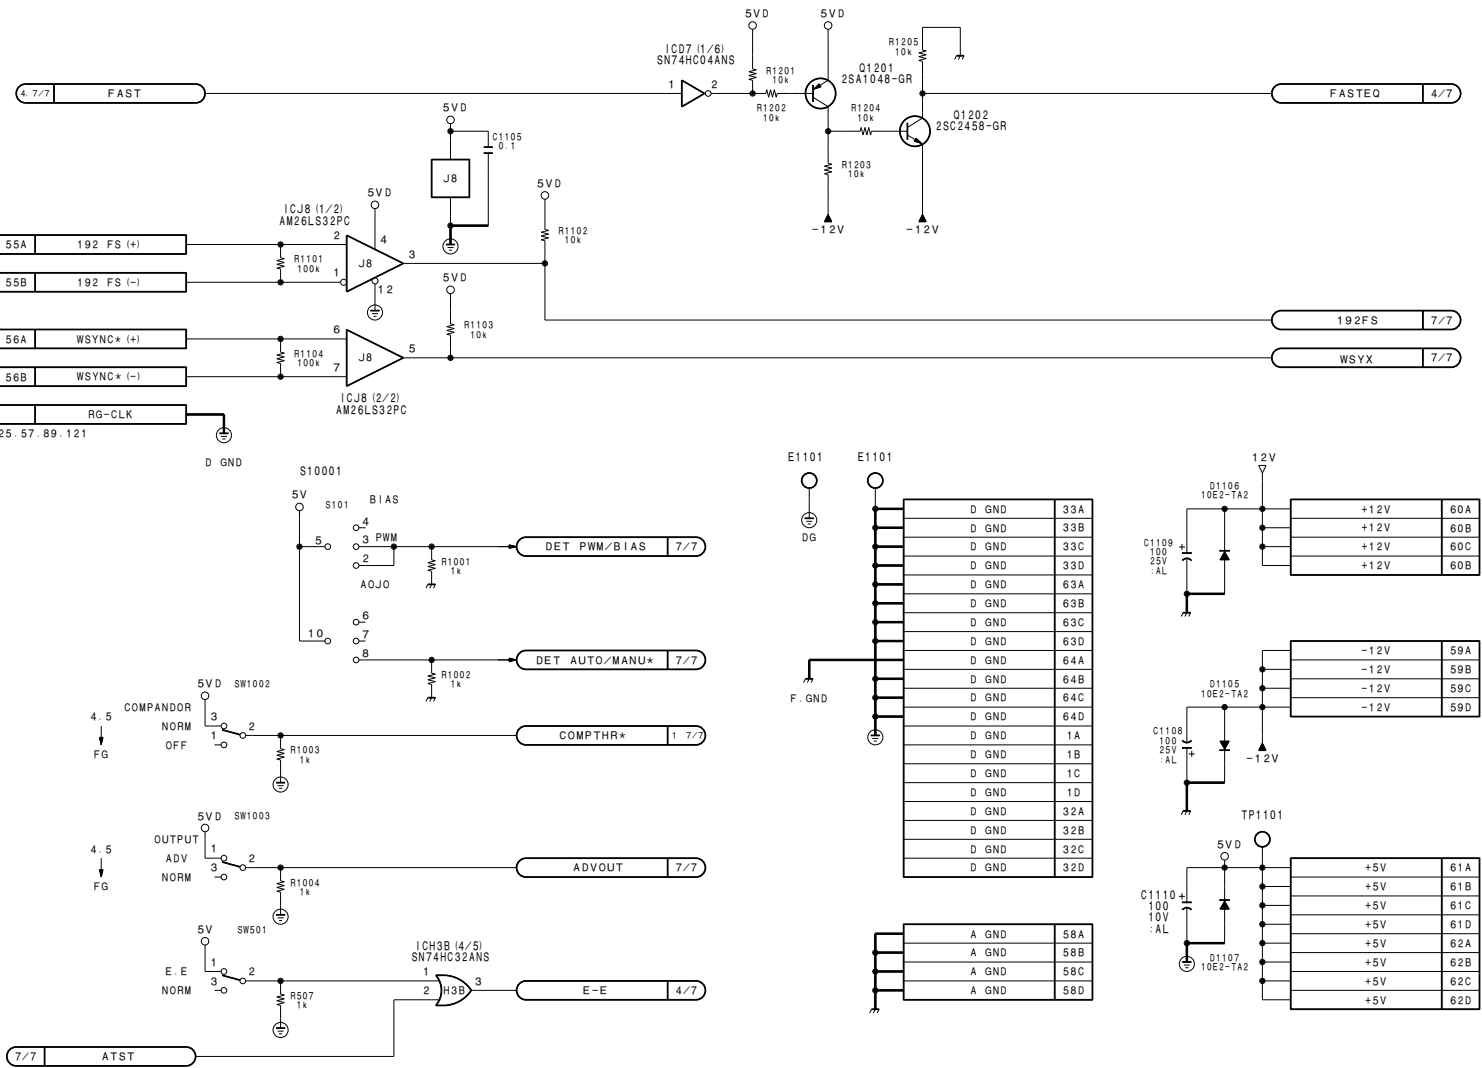 5VD
5VD
ICD7 (1/6)
SN74HC04ANS
R1205
10k
4. 7/7 FAST
1
2
R1201
10k
R1202
10k
Q1201
2SA1048-GR
R1204
10k
Q1202
2SC2458-GR
FASTEQ 4/7
5VD
C1105
0.1
J8
R1203
10k
-12V
-12V
5VD
5VD
ICJ8 (1/2)
AM26LS32PC
R1102
10k
55A 192 FS (+)
2
4
R1101
100k
J8
3
1
12
55B 192 FS (-)
5VD
R1103
10k
192FS 7/7
56A WSYNC* (+)
6
R1104
100k
J8
5
7
WSYX 7/7
56B WSYNC* (-)
ICJ8 (2/2)
AM26LS32PC
RG-CLK
25. 57. 89. 121
D GND
S10001
5V
S101
BIAS
4
5
3
PWM
2
AOJO
R1001
1k
DET PWM/BIAS 7/7
10
6
7
8
R1002
1k
DET AUTO/MANU* 7/7
5VD
SW1002
COMPANDOR
NORM
OFF
3
2
1
4.5
FG
R1003
1k
COMPTHR* 1 7/7
5VD
SW1003
OUTPUT
ADV
NORM
1
2
3
4.5
FG
R1004
1k
ADVOUT 7/7
5V
SW501
E.E
NORM
1
2
3
R507
1k
ICH3B (4/5)
SN74HC32ANS
1
2
H3B
3
E-E 4/7
7/7 ATST
E1101
DG
E1101
F.GND
D GND 33A
D GND 33B
D GND 33C
D GND 33D
D GND 63A
D GND 63B
D GND 63C
D GND 63D
D GND 64A
D GND 64B
D GND 64C
D GND 64D
D GND 1A
D GND 1B
D GND 1C
D GND 1D
D GND 32A
D GND 32B
D GND 32C
D GND 32D
A GND 58A
A GND 58B
A GND 58C
A GND 58D
12V
D1106
10E2-TA2
C1109
100
25V
:AL
+
+12V 60A
+12V 60B
+12V 60C
+12V 60B
D1105
10E2-TA2
C1108
100
25V
:AL
+
-12V
-12V 59A
-12V 59B
-12V 59C
-12V 59D
TP1101
5VD
C1110
100
10V
:AL
+
D1107
10E2-TA2
+5V 61A
+5V 61B
+5V 61C
+5V 61D
+5V 62A
+5V 62B
+5V 62C
+5V 62D